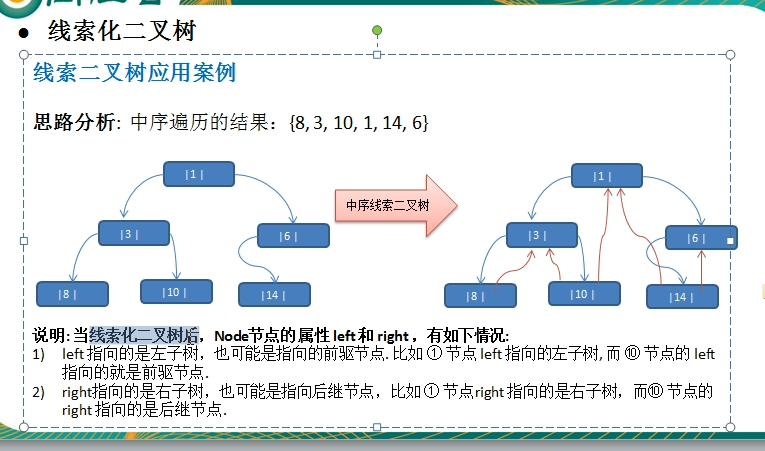 线索化二叉树
线索二叉树应用案例
思路分析: 中序遍历的结果：{8, 3, 10, 1, 14, 6}
|1|
|3|
|6|
|8|
|10|
|14|
中序线索二叉树
|1|
|3|
|6|
|8|
|10|
|14|
说明: 当线索化二叉树后，Node节点的属性 left 和 right ，有如下情况:
1) left 指向的是左子树，也可能是指向的前驱节点. 比如 ① 节点 left 指向的左子树, 而 ⑩ 节点的 left
指向的就是前驱节点.
2) right指向的是右子树，也可能是指向后继节点，比如 ① 节点right 指向的是右子树，而⑩ 节点的
right 指向的是后继节点.